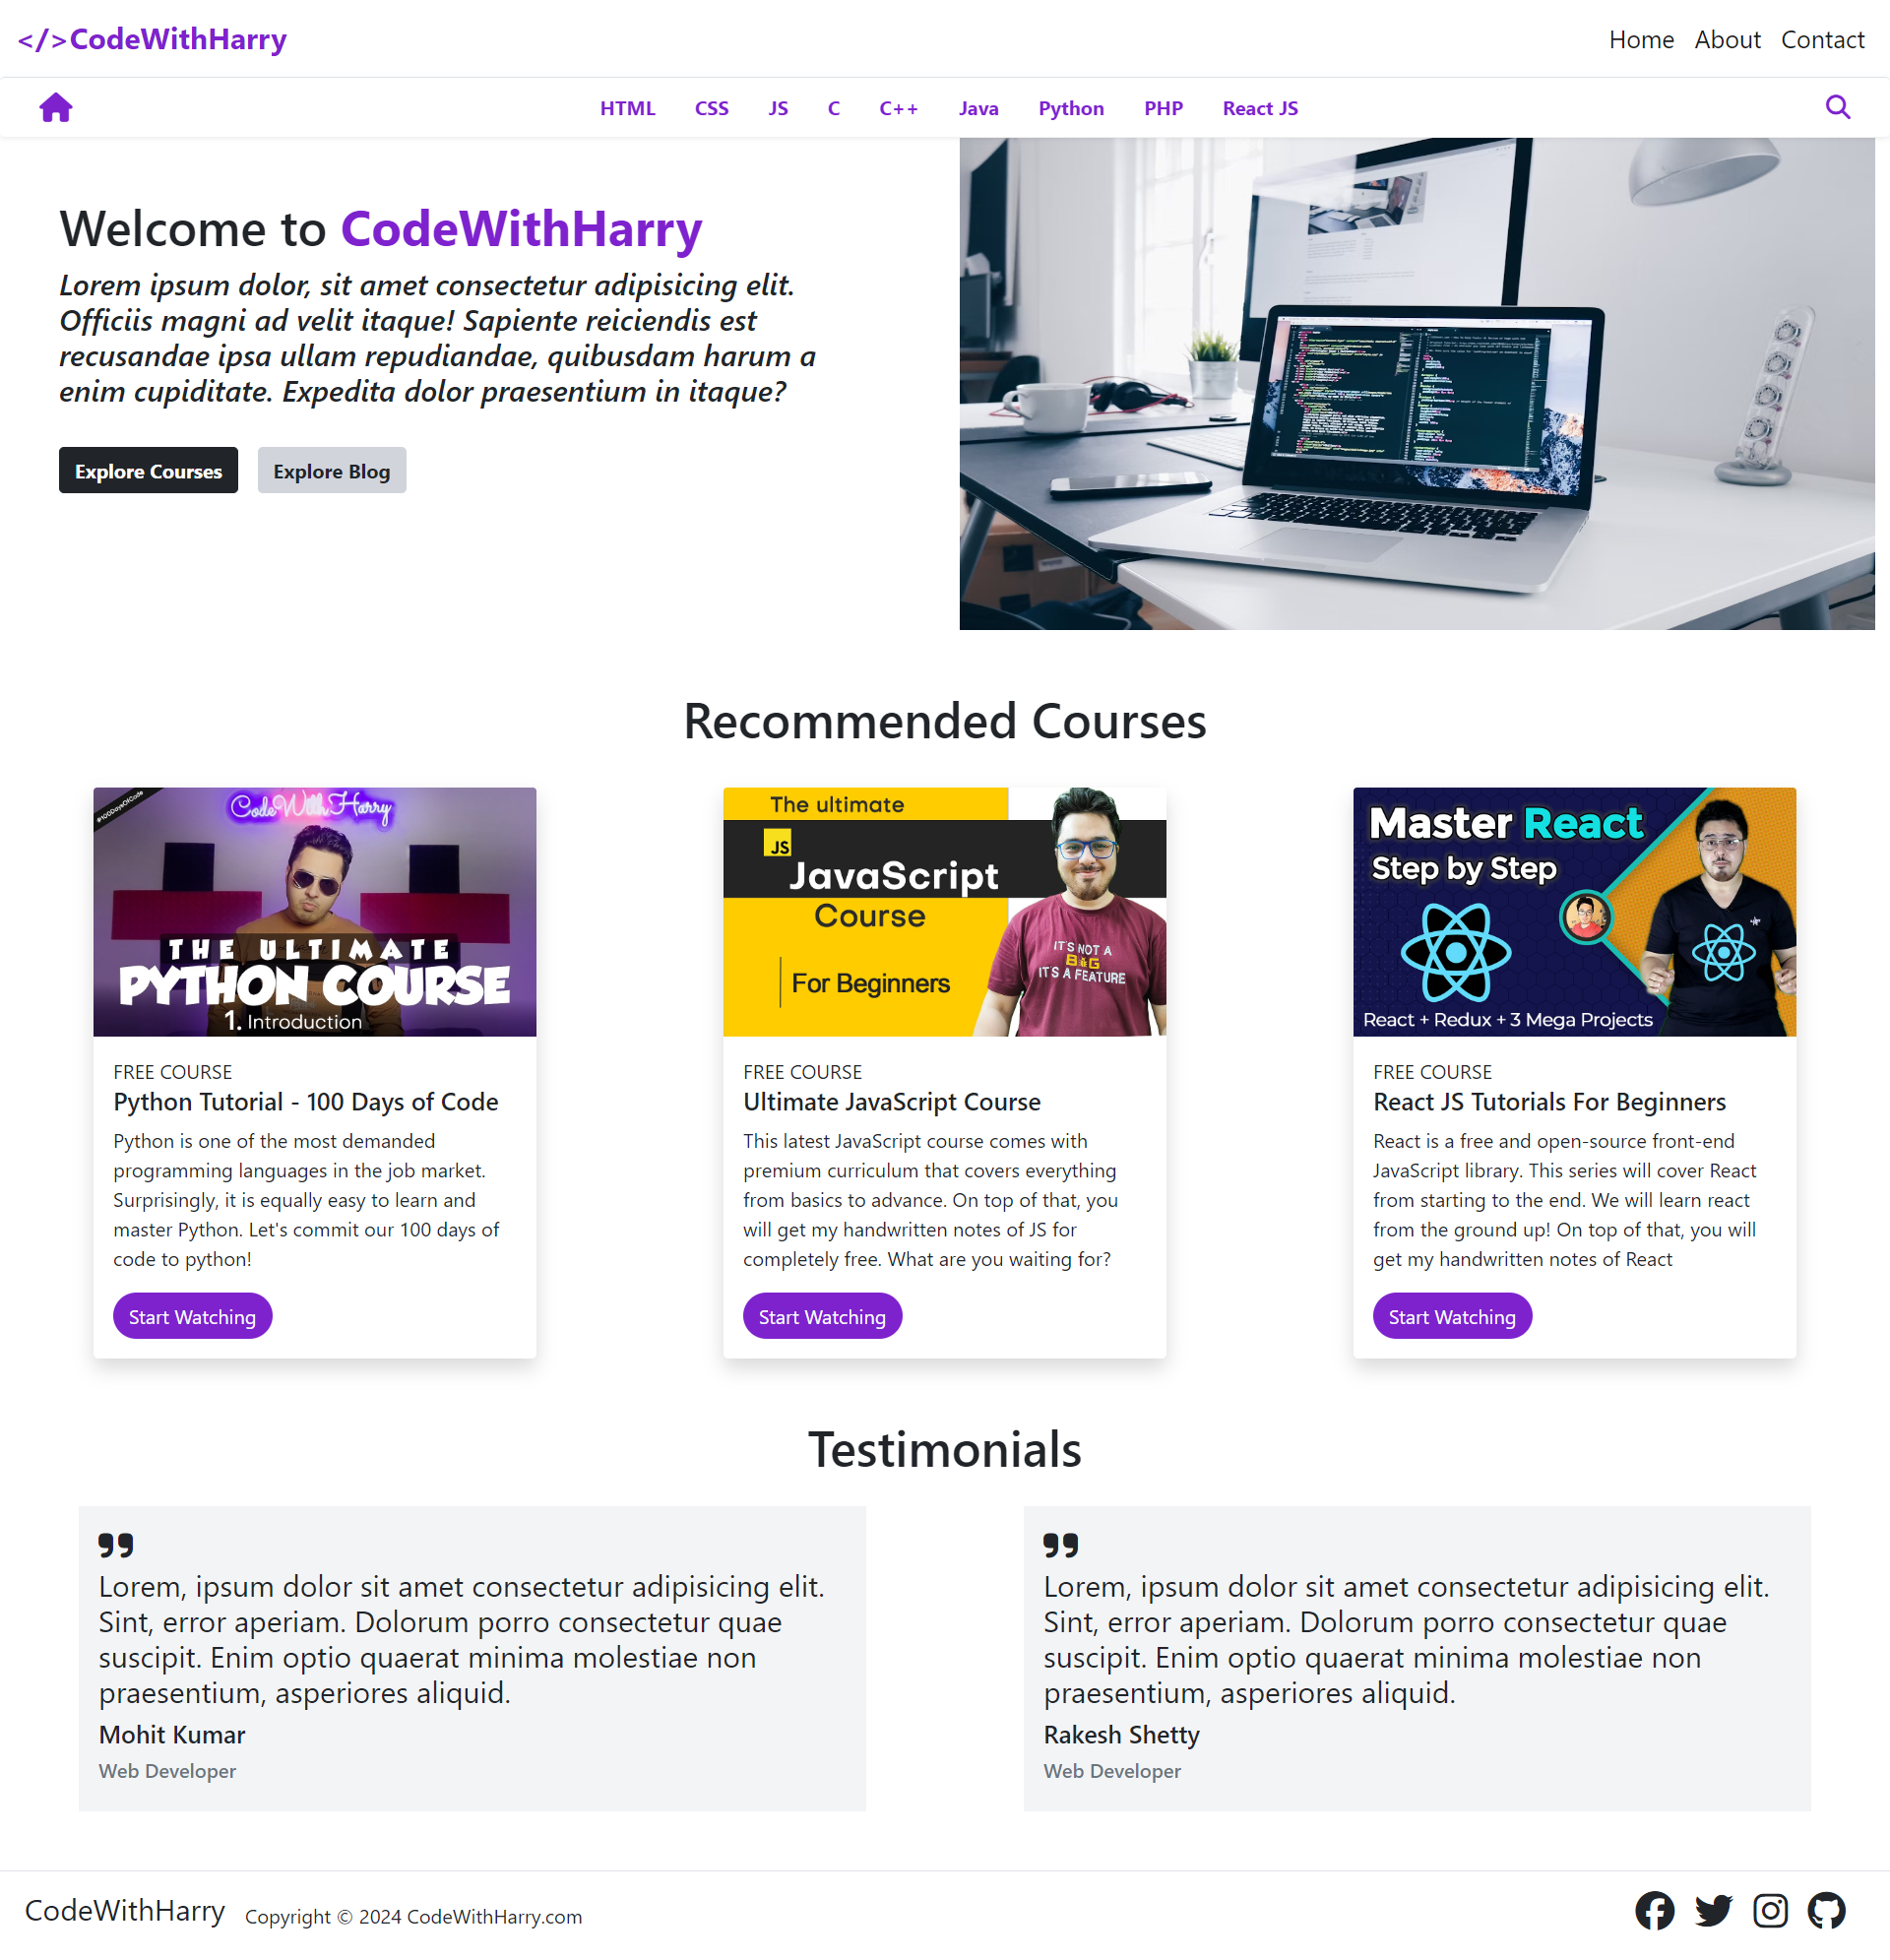 </>CodeWithHarry
Home About Contact
HTML CSS JS C C++ Java Python PHP React JS
Welcome to CodeWithHarry
Lorem ipsum dolor, sit amet consectetur adipisicing elit.
Officiis magni ad velit itaque! Sapiente reiciendis est
recusandae ipsa ullam repudiandae, quibusdam harum a
enim cupiditate. Expedita dolor praesentium in itaque?
Explore Courses Explore Blog
Recommended Courses
#100DaysOfCode
CodeWithHarry
THE ULTIMATE
PYTHON COURSE
1. Introduction
FREE COURSE
Python Tutorial - 100 Days of Code
Python is one of the most demanded
programming languages in the job market.
Surprisingly, it is equally easy to learn and
master Python. Let's commit our 100 days of
code to python!
Start Watching
The ultimate
JS
JavaScript
Course
For Beginners
IT'S NOT A
BUG
ITS A FEATURE
FREE COURSE
Ultimate JavaScript Course
This latest JavaScript course comes with
premium curriculum that covers everything
from basics to advance. On top of that, you
will get my handwritten notes of JS for
completely free. What are you waiting for?
Start Watching
Master React
Step by Step
React + Redux + 3 Mega Projects
FREE COURSE
React JS Tutorials For Beginners
React is a free and open-source front-end
JavaScript library. This series will cover React
from starting to the end. We will learn react
from the ground up! On top of that, you will
get my handwritten notes of React
Start Watching
Testimonials
Lorem, ipsum dolor sit amet consectetur adipisicing elit.
Sint, error aperiam. Dolorum porro consectetur quae
suscipit. Enim optio quaerat minima molestiae non
praesentium, asperiores aliquid.
Mohit Kumar
Web Developer
Lorem, ipsum dolor sit amet consectetur adipisicing elit.
Sint, error aperiam. Dolorum porro consectetur quae
suscipit. Enim optio quaerat minima molestiae non
praesentium, asperiores aliquid.
Rakesh Shetty
Web Developer
CodeWithHarry Copyright © 2024 CodeWithHarry.com